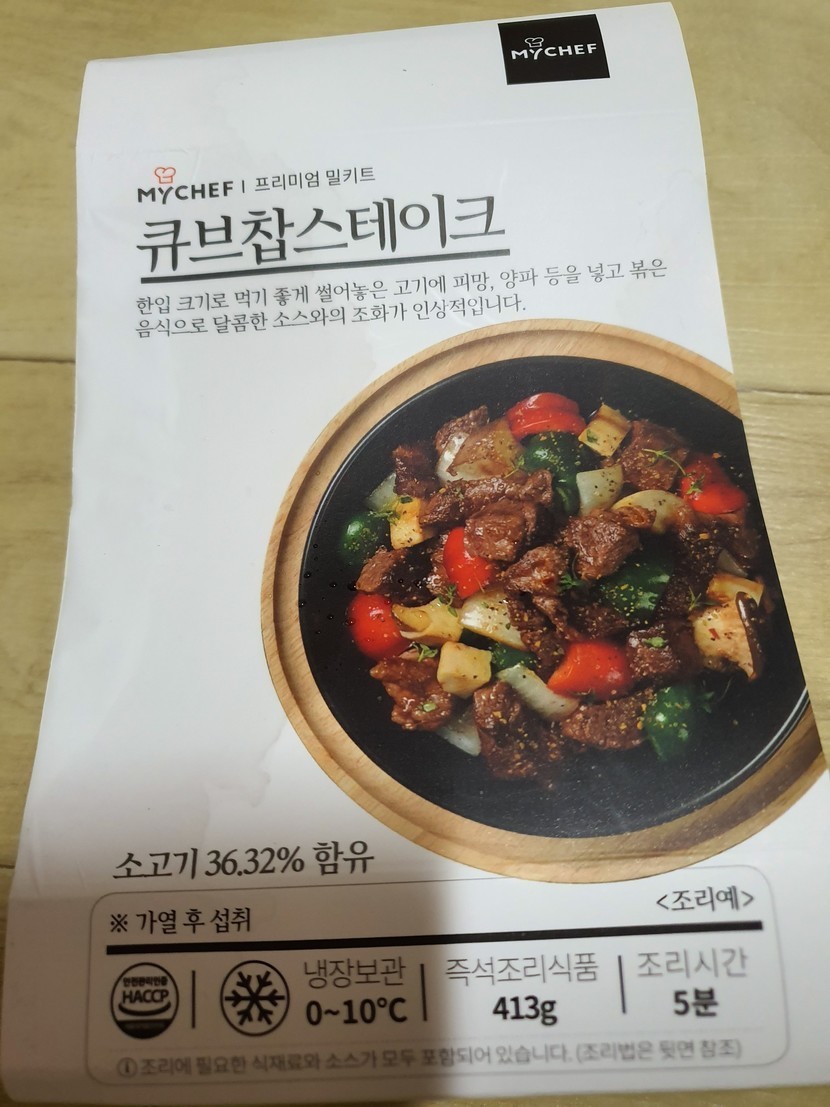 MYCHEF
MYCHEF | 프리미엄 밀키트
큐브찹스테이크
한입 크기로 먹기 좋게 썰어놓은 고기에 피망, 양파 등을 넣고 볶은
음식으로 달콤한 소스와의 조화가 인상적입니다.
소고기 36.32% 함유
<조리예>
※ 가열 후 섭취
안전관리인증
HACCP
냉장보관
0~10℃
즉석조리식품
413g
조리시간
5분
ⓘ 조리에 필요한 식재료와 소스가 모두 포함되어 있습니다. (조리법은 뒷면 참조)